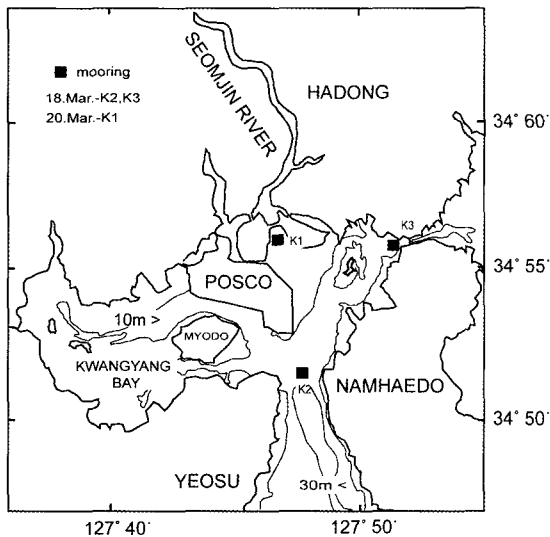 ■ mooring
18.Mar.-K2,K3
20.Mar.-K1
SEOMJIN RIVER
HADONG
34° 60'
K3
K1
34° 55'
POSCO
10m >
MYODO
KWANGYANG
BAY
K2
NAMHAEDO
34° 50'
YEOSU
30m <
127° 40'
127° 50'